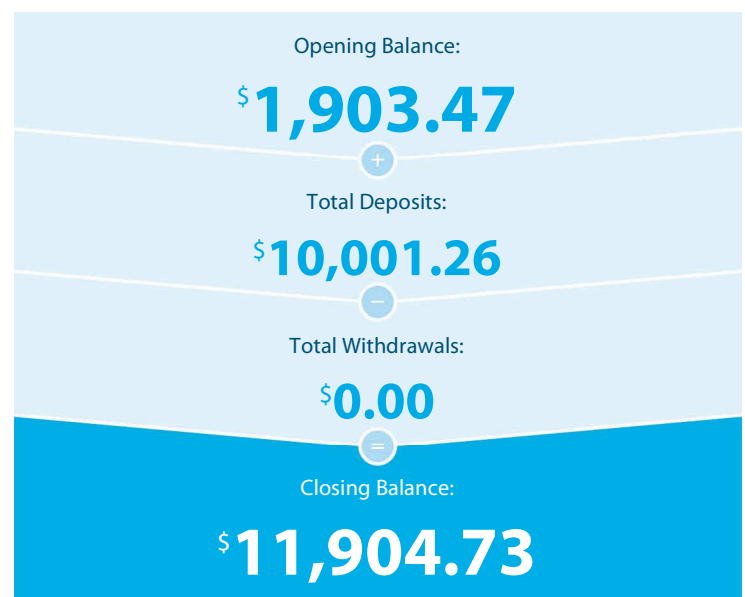 Opening Balance:
$1,903.47
+
Total Deposits:
$10,001.26
−
Total Withdrawals:
$0.00
=
Closing Balance:
$11,904.73